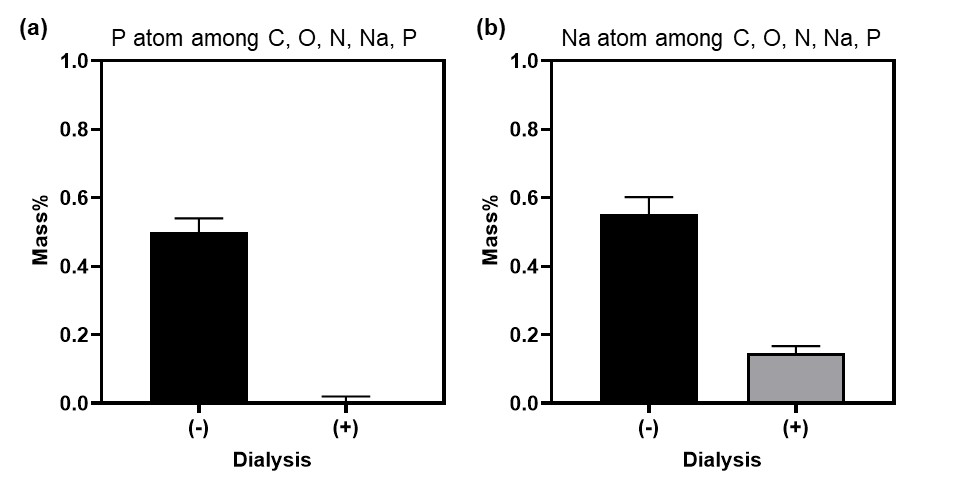 (a)
P atom among C, O, N, Na, P
1.0
0.8
0.6
0.4
0.2
0.0
Mass%
(-)
(+)
Dialysis
(b)
Na atom among C, O, N, Na, P
1.0
0.8
0.6
0.4
0.2
0.0
Mass%
(-)
(+)
Dialysis